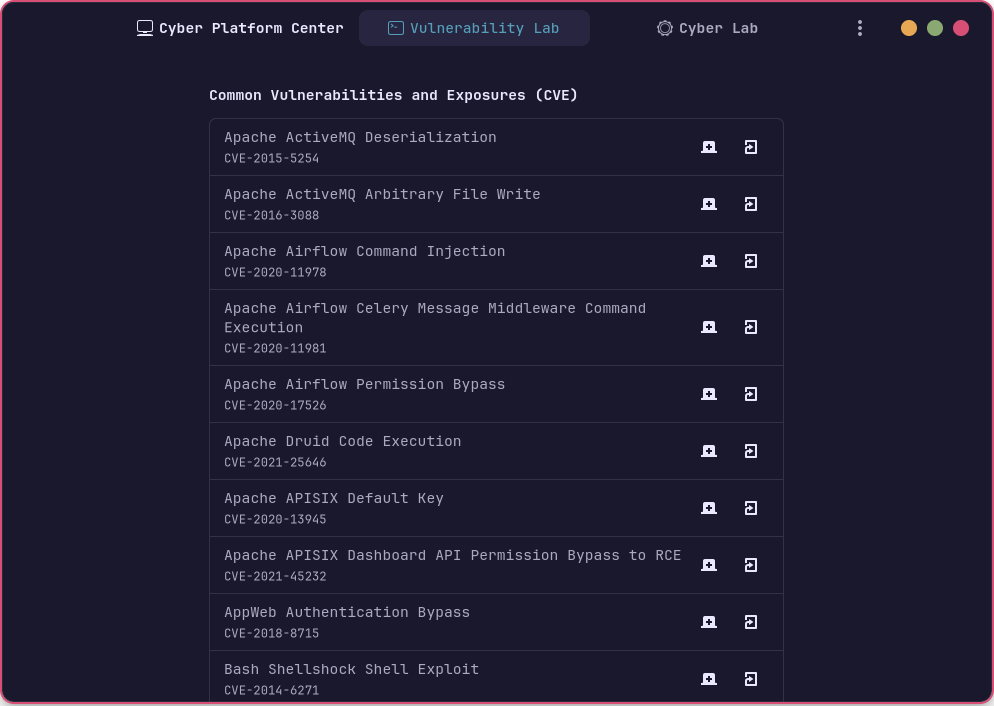 Cyber Platform Center
Vulnerability Lab
Cyber Lab
Common Vulnerabilities and Exposures (CVE)
Apache ActiveMQ Deserialization
CVE-2015-5254
Apache ActiveMQ Arbitrary File Write
CVE-2016-3088
Apache Airflow Command Injection
CVE-2020-11978
Apache Airflow Celery Message Middleware Command
Execution
CVE-2020-11981
Apache Airflow Permission Bypass
CVE-2020-17526
Apache Druid Code Execution
CVE-2021-25646
Apache APISIX Default Key
CVE-2020-13945
Apache APISIX Dashboard API Permission Bypass to RCE
CVE-2021-45232
AppWeb Authentication Bypass
CVE-2018-8715
Bash Shellshock Shell Exploit
CVE-2014-6271